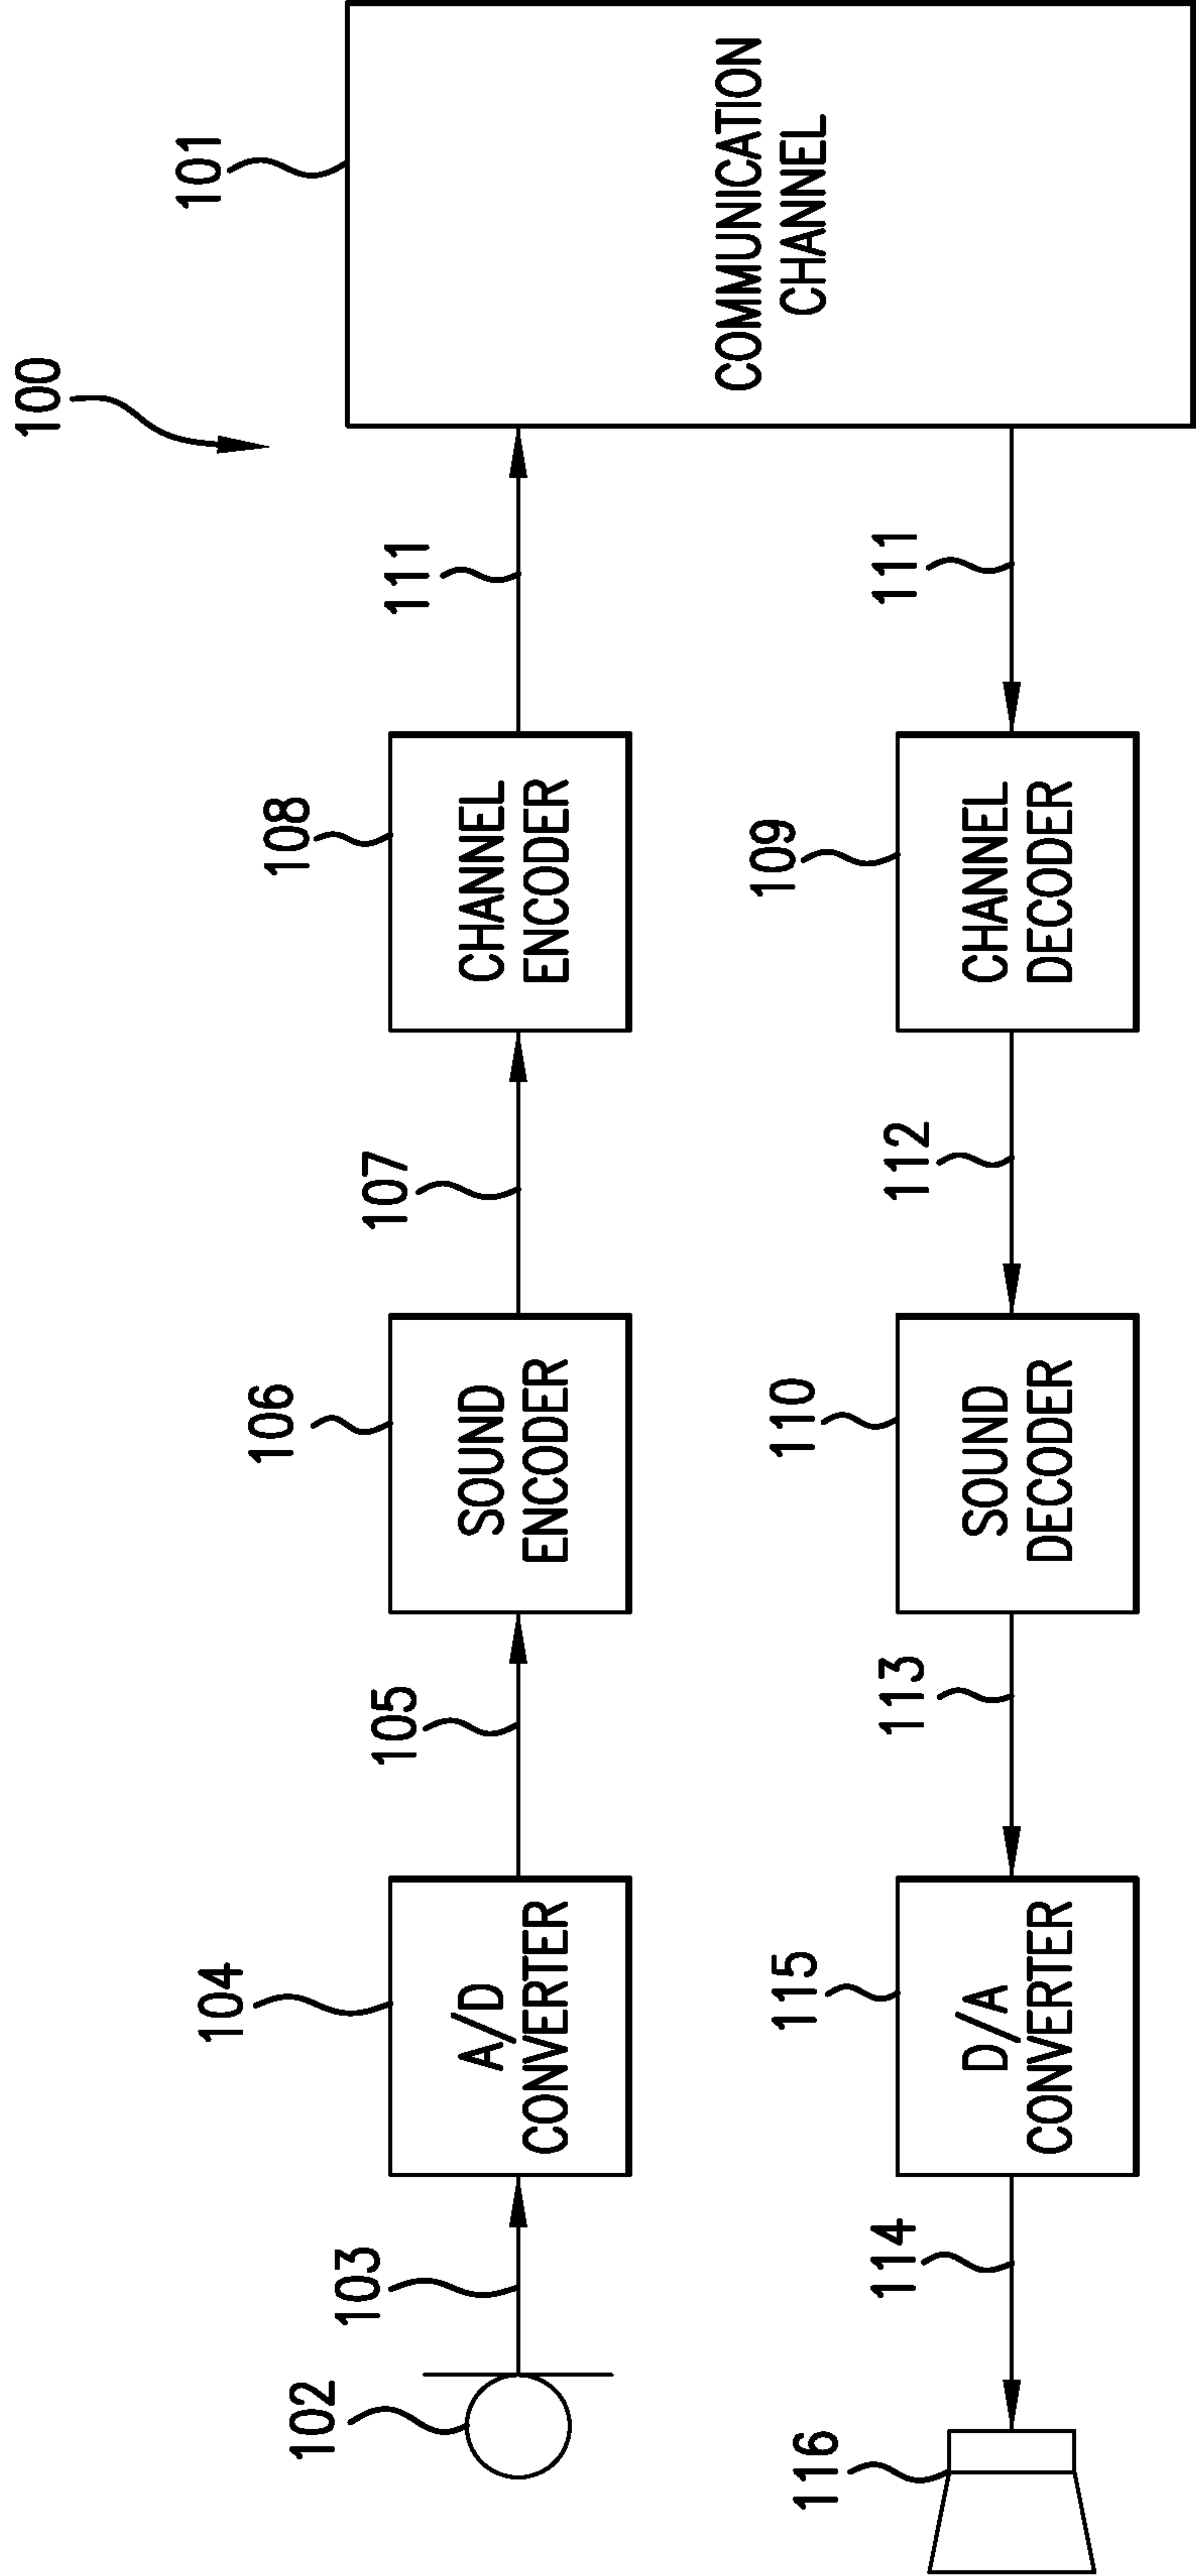 100
101
COMMUNICATION
CHANNEL
102
103
104
A/D
CONVERTER
105
106
SOUND
ENCODER
107
108
CHANNEL
ENCODER
111
116
114
115
D/A
CONVERTER
113
110
SOUND
DECODER
112
109
CHANNEL
DECODER
111